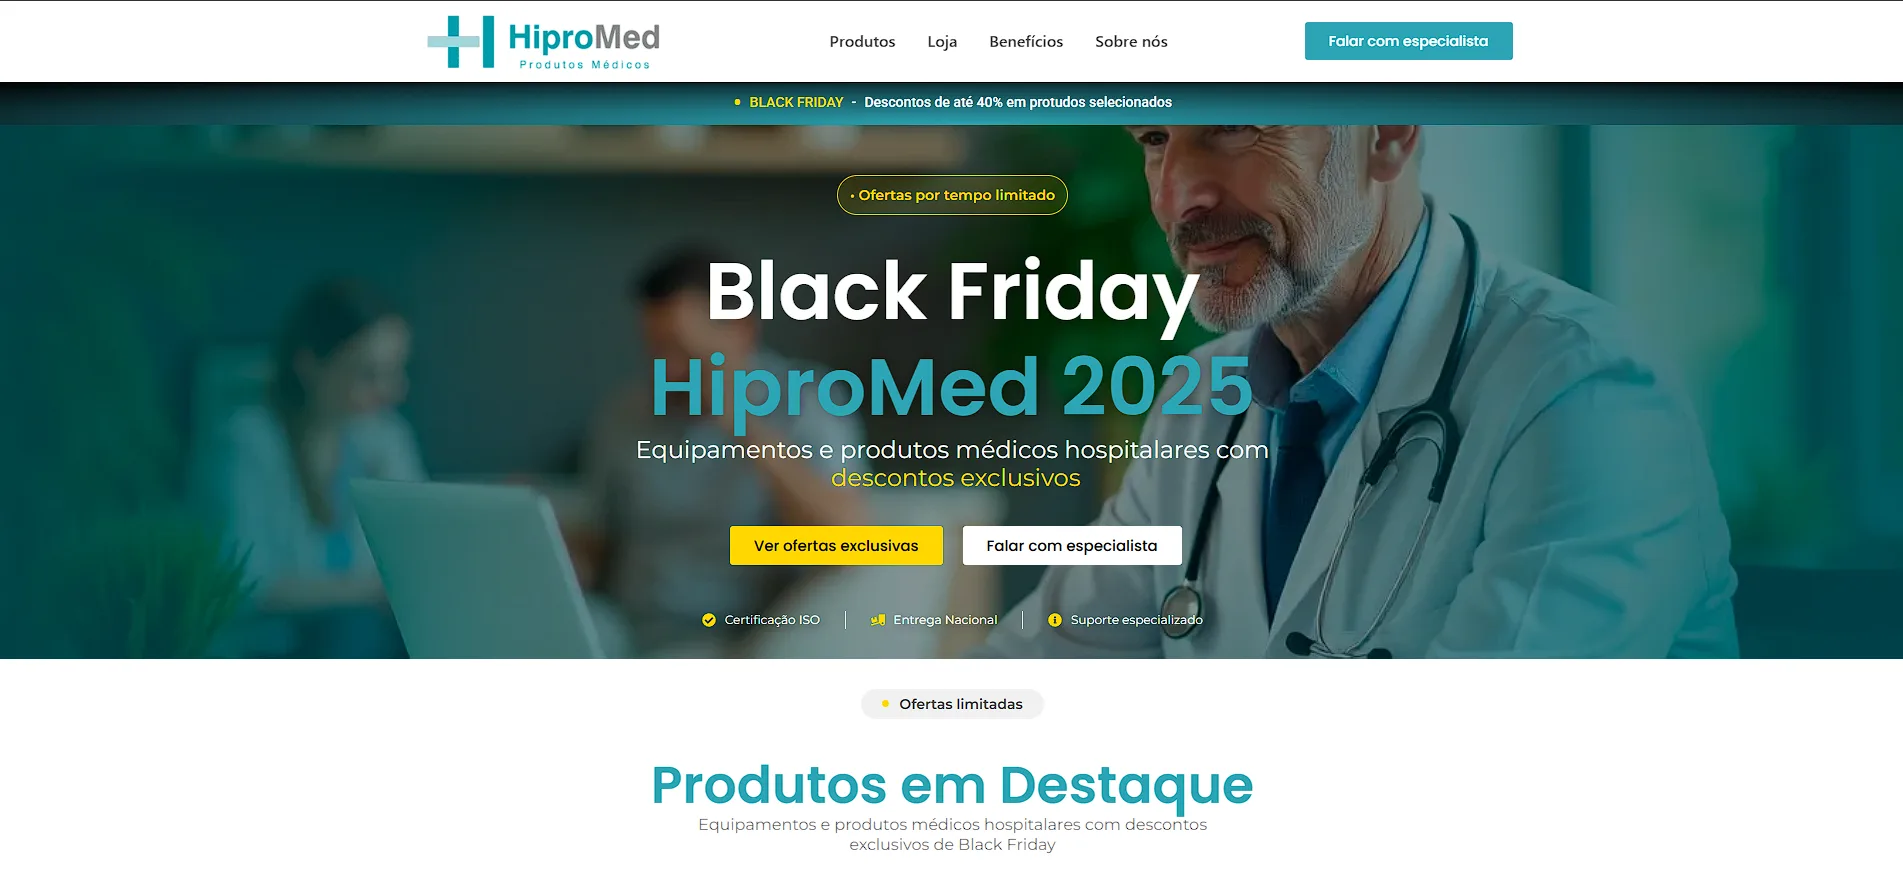 HiproMed
Produtos Médicos
Produtos
Loja
Benefícios
Sobre nós
Falar com especialista
• BLACK FRIDAY - Descontos de até 40% em protudos selecionados
• Ofertas por tempo limitado
Black Friday
HiproMed 2025
Equipamentos e produtos médicos hospitalares com
descontos exclusivos
Ver ofertas exclusivas
Falar com especialista
Certificação ISO
Entrega Nacional
Suporte especializado
• Ofertas limitadas
Produtos em Destaque
Equipamentos e produtos médicos hospitalares com descontos
exclusivos de Black Friday